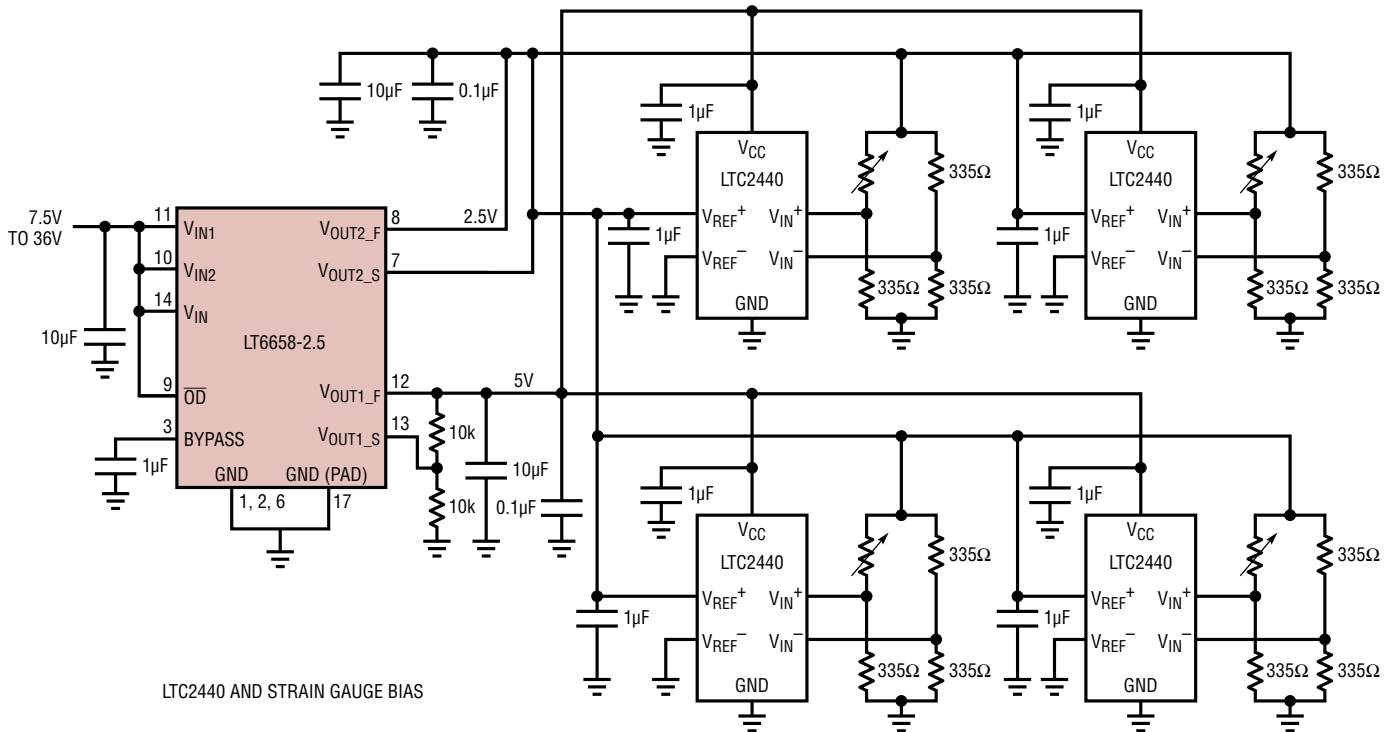 10µF
0.1µF
1µF
VCC
LTC2440
VREF+
VIN+
VREF–
VIN–
GND
335Ω
335Ω
335Ω
1µF
1µF
VCC
LTC2440
VREF+
VIN+
VREF–
VIN–
GND
335Ω
335Ω
335Ω
1µF
7.5V
TO 36V
10µF
11
VIN1
10
VIN2
14
VIN
9
OD
3
BYPASS
1µF
LT6658-2.5
VOUT2_F
8
2.5V
VOUT2_S
7
VOUT1_F
12
5V
VOUT1_S
13
GND
GND (PAD)
1, 2, 6
17
10k
10k
10µF
0.1µF
1µF
VCC
LTC2440
VREF+
VIN+
VREF–
VIN–
GND
335Ω
335Ω
335Ω
1µF
1µF
VCC
LTC2440
VREF+
VIN+
VREF–
VIN–
GND
335Ω
335Ω
335Ω
1µF
LTC2440 AND STRAIN GAUGE BIAS